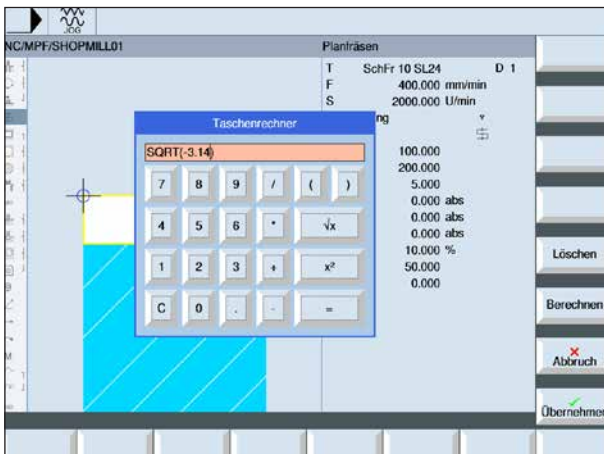 JOG
NC/MPF/SHOPMILL01
Planfräsen
T SchFr 10 SL24 D 1
F 400.000 mm/min
S 2000.000 U/min
Taschenrechner
ng
SQRT(-3.14)
100.000
200.000
7 8 9 / ( )
5.000
0.000 abs
4 5 6 * √x
0.000 abs
0.000 abs
10.000 %
Löschen
1 2 3 + x²
50.000
0.000
C 0 . - =
Berechnen
Abbruch
Übernehmen